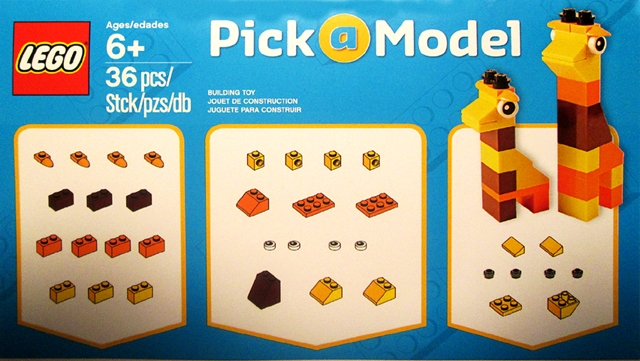 LEGO
Ages/edades
6+
36 pcs/
Stck/pzs/db
Pick a Model
BUILDING TOY
JOUET DE CONSTRUCTION
JUGUETE PARA CONSTRUIR